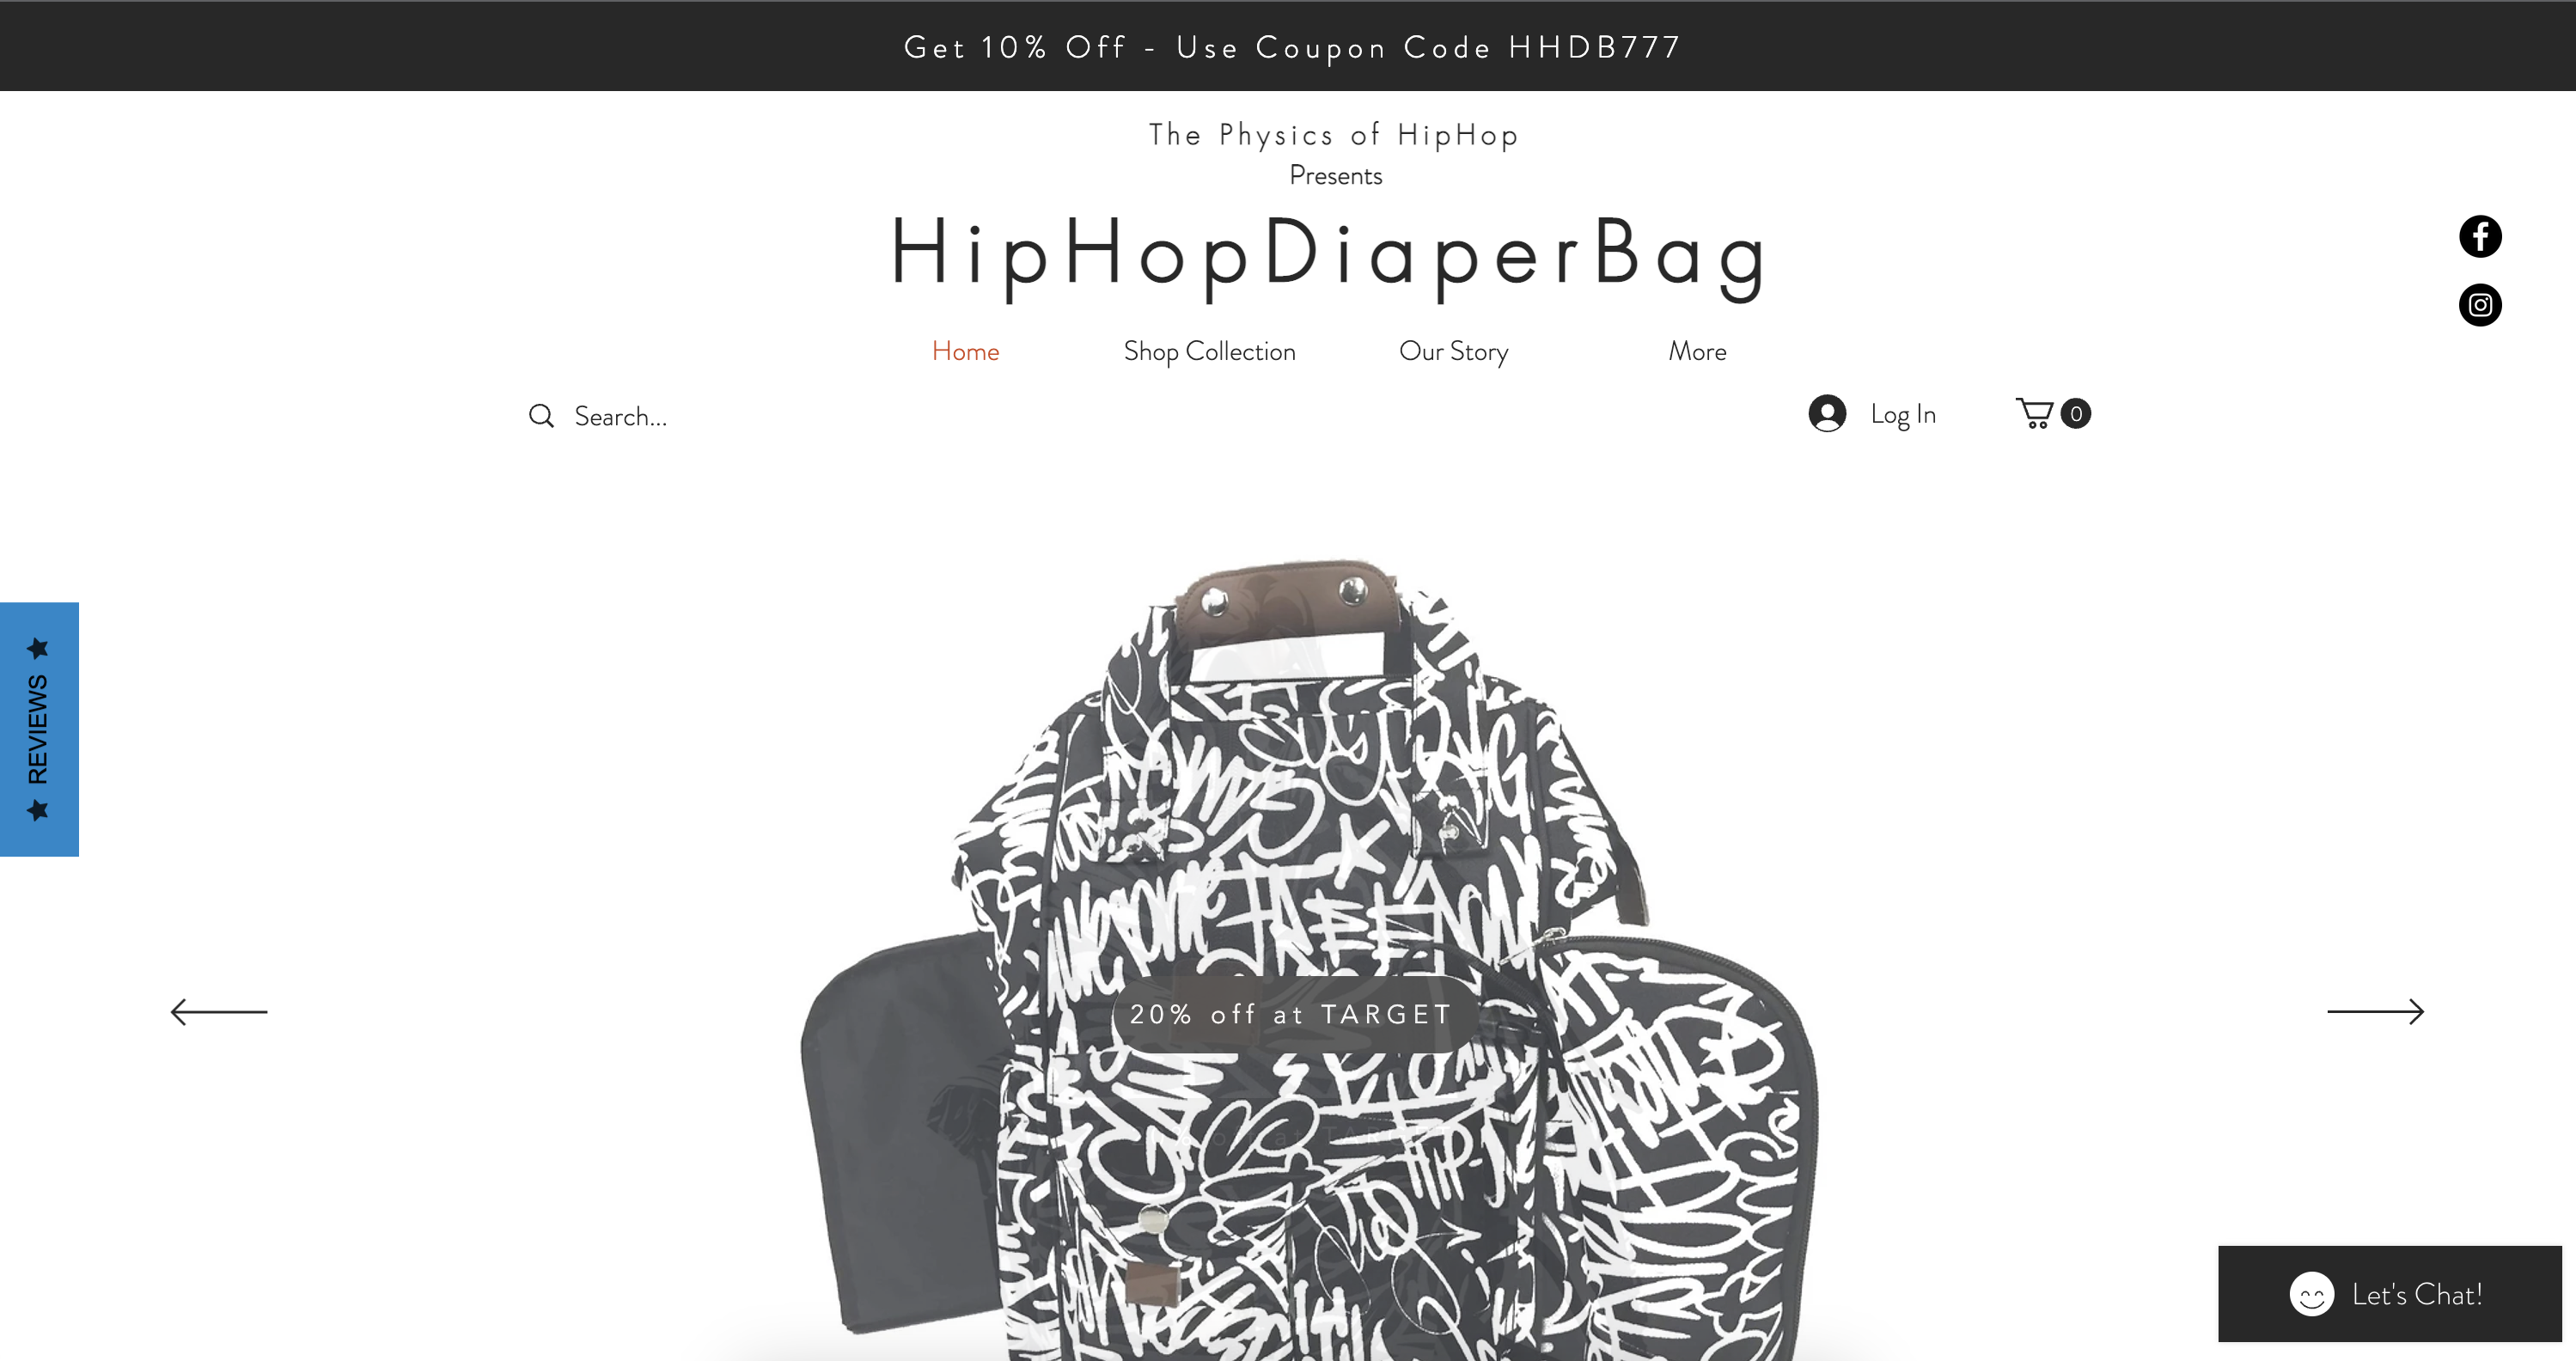 Get 10% Off - Use Coupon Code HHDB777
The Physics of HipHop
Presents
HipHopDiaperBag
Home Shop Collection Our Story More
Search...
Log In 0
REVIEWS
20% off at TARGET
Let's Chat!